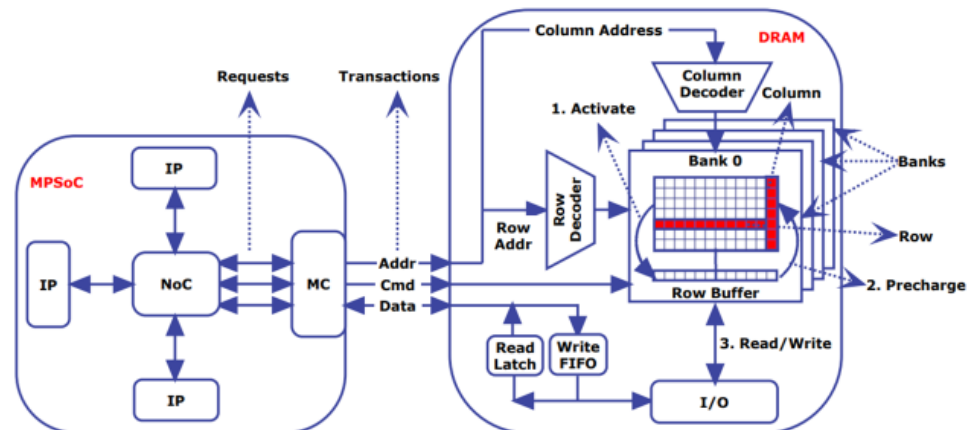 Column Address
DRAM
Requests
Transactions
Column
Decoder
Column
1. Activate
MPSoC
IP
Bank 0
Banks
Row
Decoder
Row
Addr
Row
IP
NoC
MC
Addr
Cmd
Data
Row Buffer
2. Precharge
Read
Latch
Write
FIFO
3. Read/Write
IP
I/O